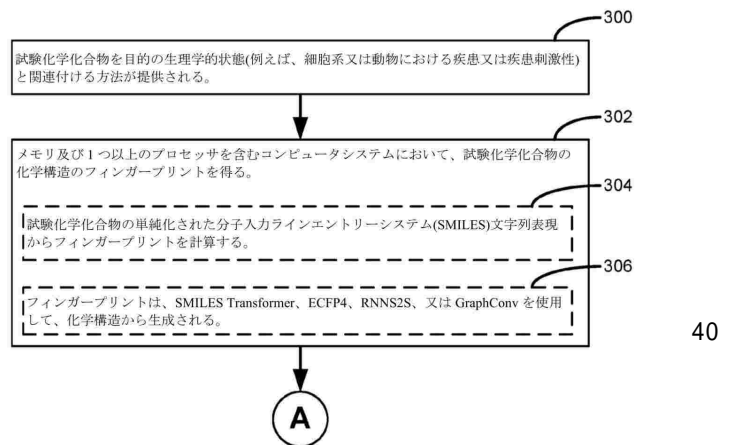 300
試験化学化合物を目的の生理学的状態(例えば、細胞系又は動物における疾患又は疾患刺激性)
と関連付ける方法が提供される。
302
メモリ及び1つ以上のプロセッサを含むコンピュータシステムにおいて、試験化学化合物の
化学構造のフィンガープリントを得る。
304
試験化学化合物の単純化された分子入力ラインエントリーシステム(SMILES)文字列表現
からフィンガープリントを計算する。
306
フィンガープリントは、SMILES Transformer、ECFP4、RNNS2S、又は GraphConv を使用
して、化学構造から生成される。
40
A